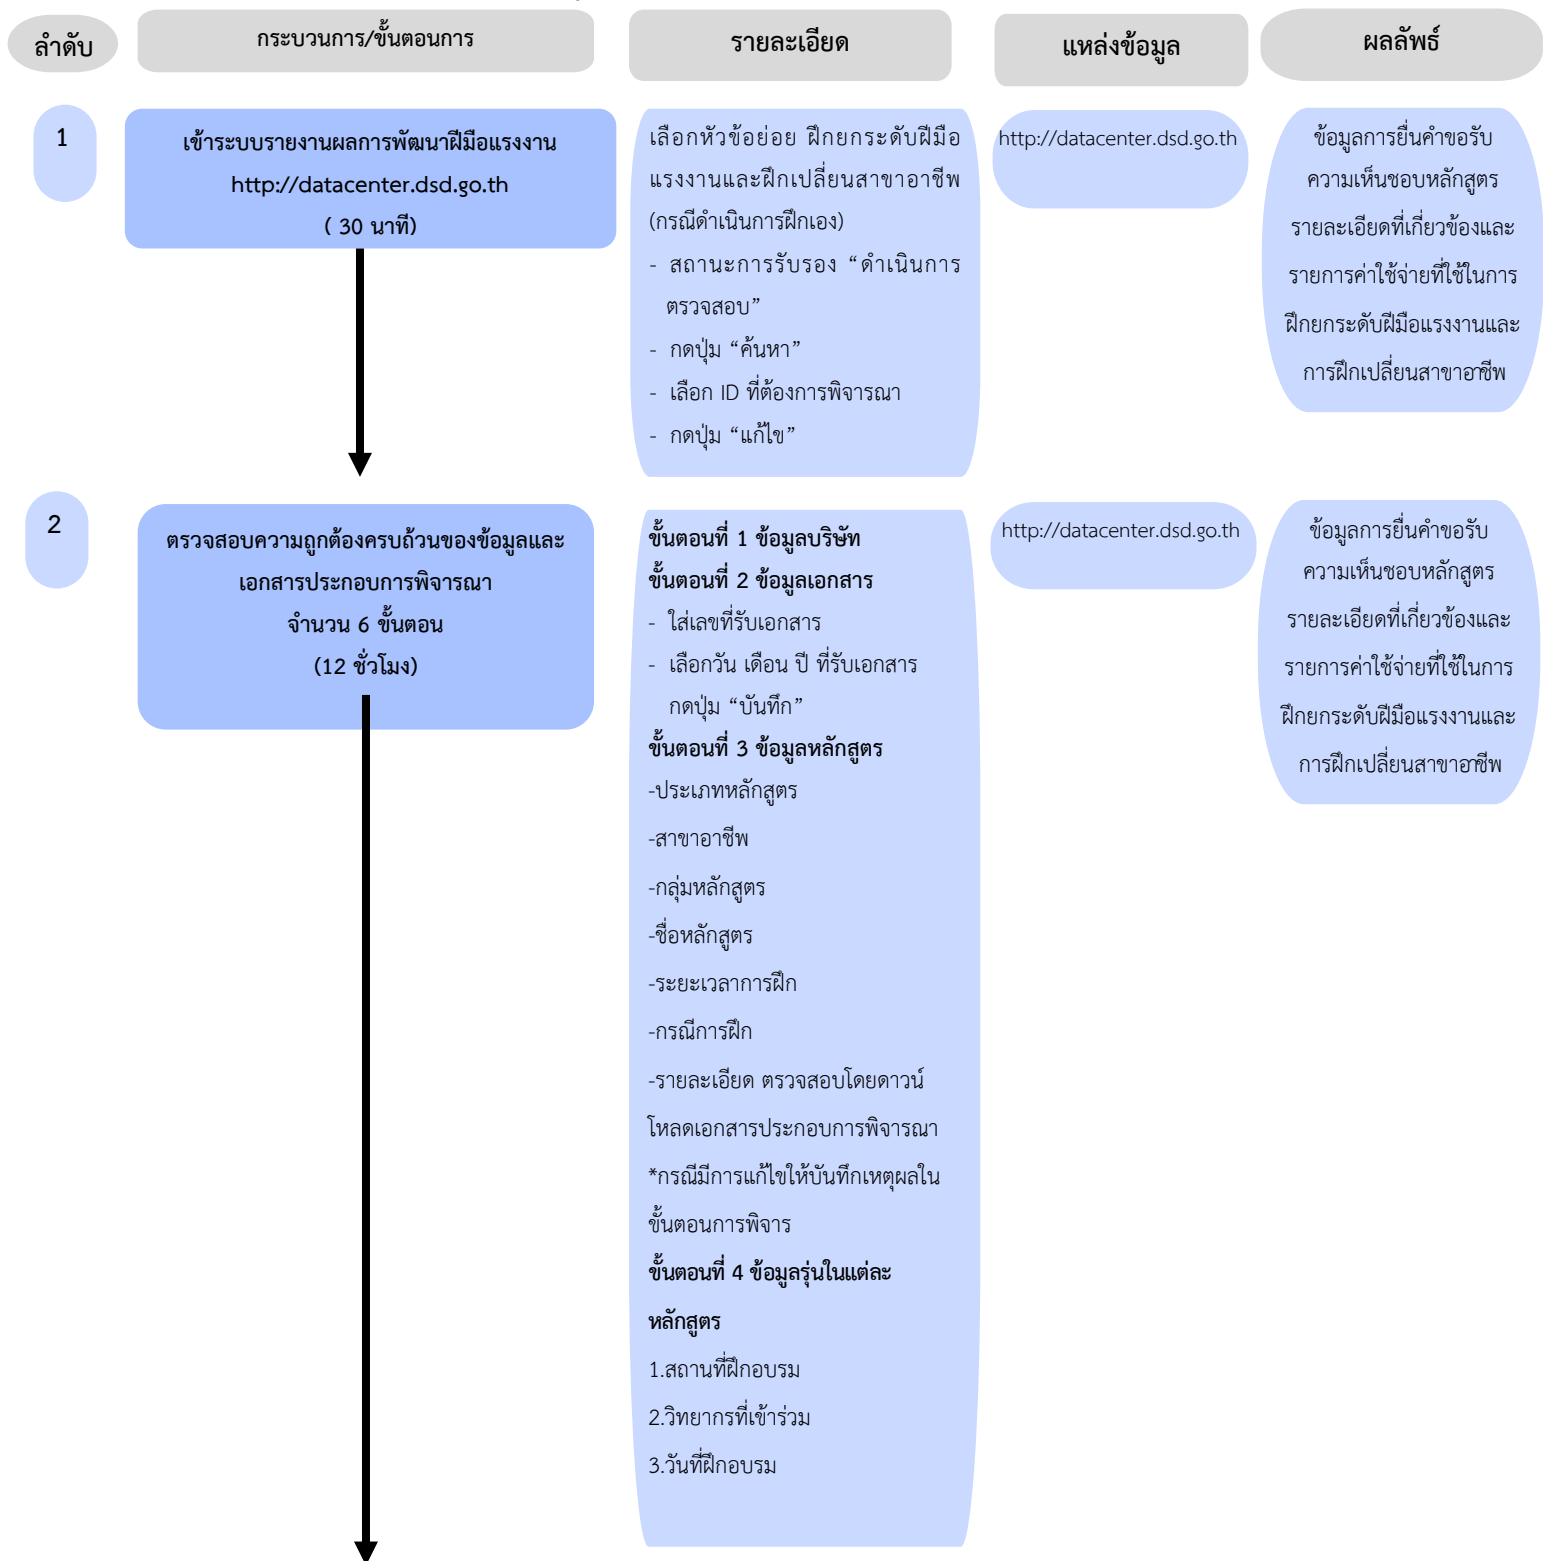 ลำดับ
กระบวนการ/ขั้นตอนการ
รายละเอียด
แหล่งข้อมูล
ผลลัพธ์
1
เข้าระบบรายงานผลการพัฒนาฝีมือแรงงาน
http://datacenter.dsd.go.th
( 30 นาที)
เลือกหัวข้อย่อย ฝึกยกระดับฝีมือ
แรงงานและฝึกเปลี่ยนสาขาอาชีพ
(กรณีดำเนินการฝึกเอง)
- สถานะการรับรอง “ดำเนินการ
ตรวจสอบ”
- กดปุ่ม “ค้นหา”
- เลือก ID ที่ต้องการพิจารณา
- กดปุ่ม “แก้ไข”
http://datacenter.dsd.go.th
ข้อมูลการยื่นคำขอรับ
ความเห็นชอบหลักสูตร
รายละเอียดที่เกี่ยวข้องและ
รายการค่าใช้จ่ายที่ใช้ในการ
ฝึกยกระดับฝีมือแรงงานและ
การฝึกเปลี่ยนสาขาอาชีพ
2
ตรวจสอบความถูกต้องครบถ้วนของข้อมูลและ
เอกสารประกอบการพิจารณา
จำนวน 6 ขั้นตอน
(12 ชั่วโมง)
ขั้นตอนที่ 1 ข้อมูลบริษัท
ขั้นตอนที่ 2 ข้อมูลเอกสาร
- ใส่เลขที่รับเอกสาร
- เลือกวัน เดือน ปี ที่รับเอกสาร
กดปุ่ม “บันทึก”
ขั้นตอนที่ 3 ข้อมูลหลักสูตร
-ประเภทหลักสูตร
-สาขาอาชีพ
-กลุ่มหลักสูตร
-ชื่อหลักสูตร
-ระยะเวลาการฝึก
-กรณีการฝึก
-รายละเอียด ตรวจสอบโดยดาวน์
โหลดเอกสารประกอบการพิจารณา
*กรณีมีการแก้ไขให้บันทึกเหตุผลใน
ขั้นตอนการพิจาร
ขั้นตอนที่ 4 ข้อมูลรุ่นในแต่ละ
หลักสูตร
1.สถานที่ฝึกอบรม
2.วิทยากรที่เข้าร่วม
3.วันที่ฝึกอบรม
http://datacenter.dsd.go.th
ข้อมูลการยื่นคำขอรับ
ความเห็นชอบหลักสูตร
รายละเอียดที่เกี่ยวข้องและ
รายการค่าใช้จ่ายที่ใช้ในการ
ฝึกยกระดับฝีมือแรงงานและ
การฝึกเปลี่ยนสาขาอาชีพ